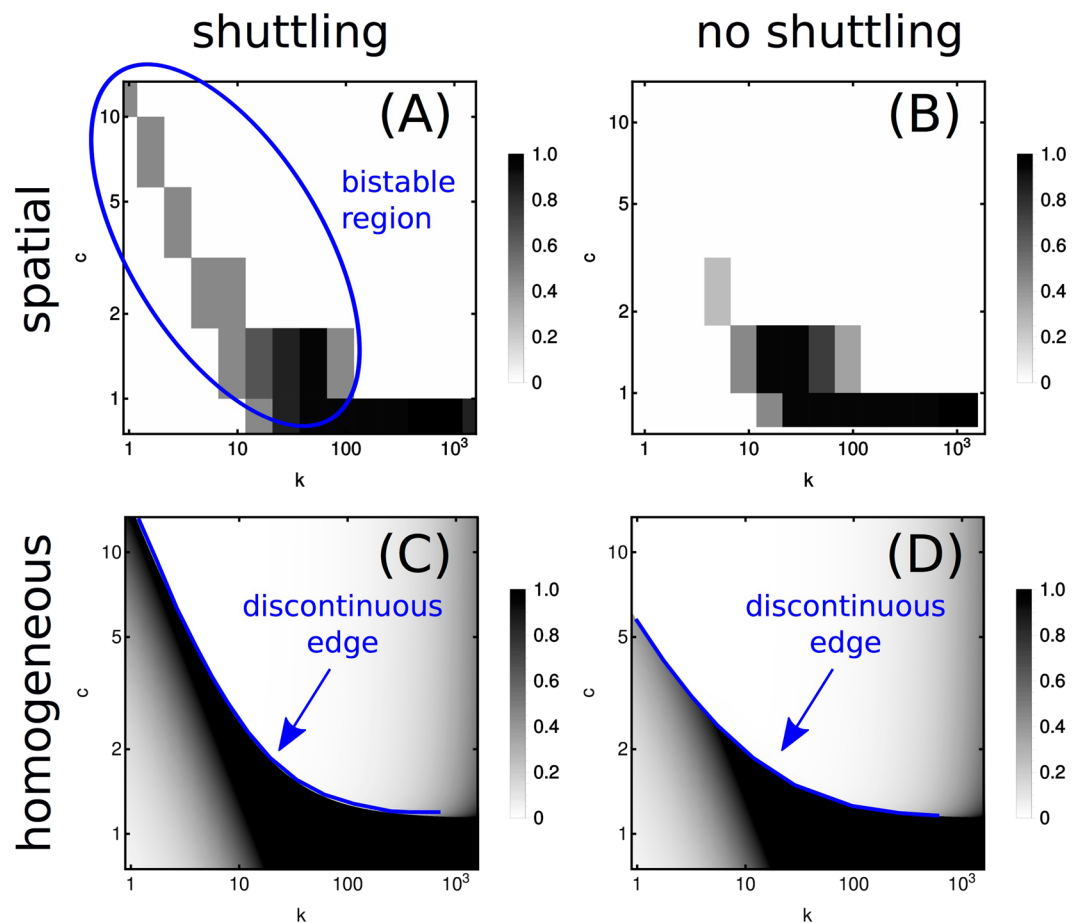 shuttling
no shuttling
spatial
homogeneous
(A)
bistable
region
c
10
5
2
1
1
10
100
10³
k
1.0
0.8
0.6
0.4
0.2
0
(B)
c
10
5
2
1
1
10
100
10³
k
1.0
0.8
0.6
0.4
0.2
0
(C)
discontinuous
edge
c
10
5
2
1
1
10
100
10³
k
1.0
0.8
0.6
0.4
0.2
0
(D)
discontinuous
edge
c
10
5
2
1
1
10
100
10³
k
1.0
0.8
0.6
0.4
0.2
0